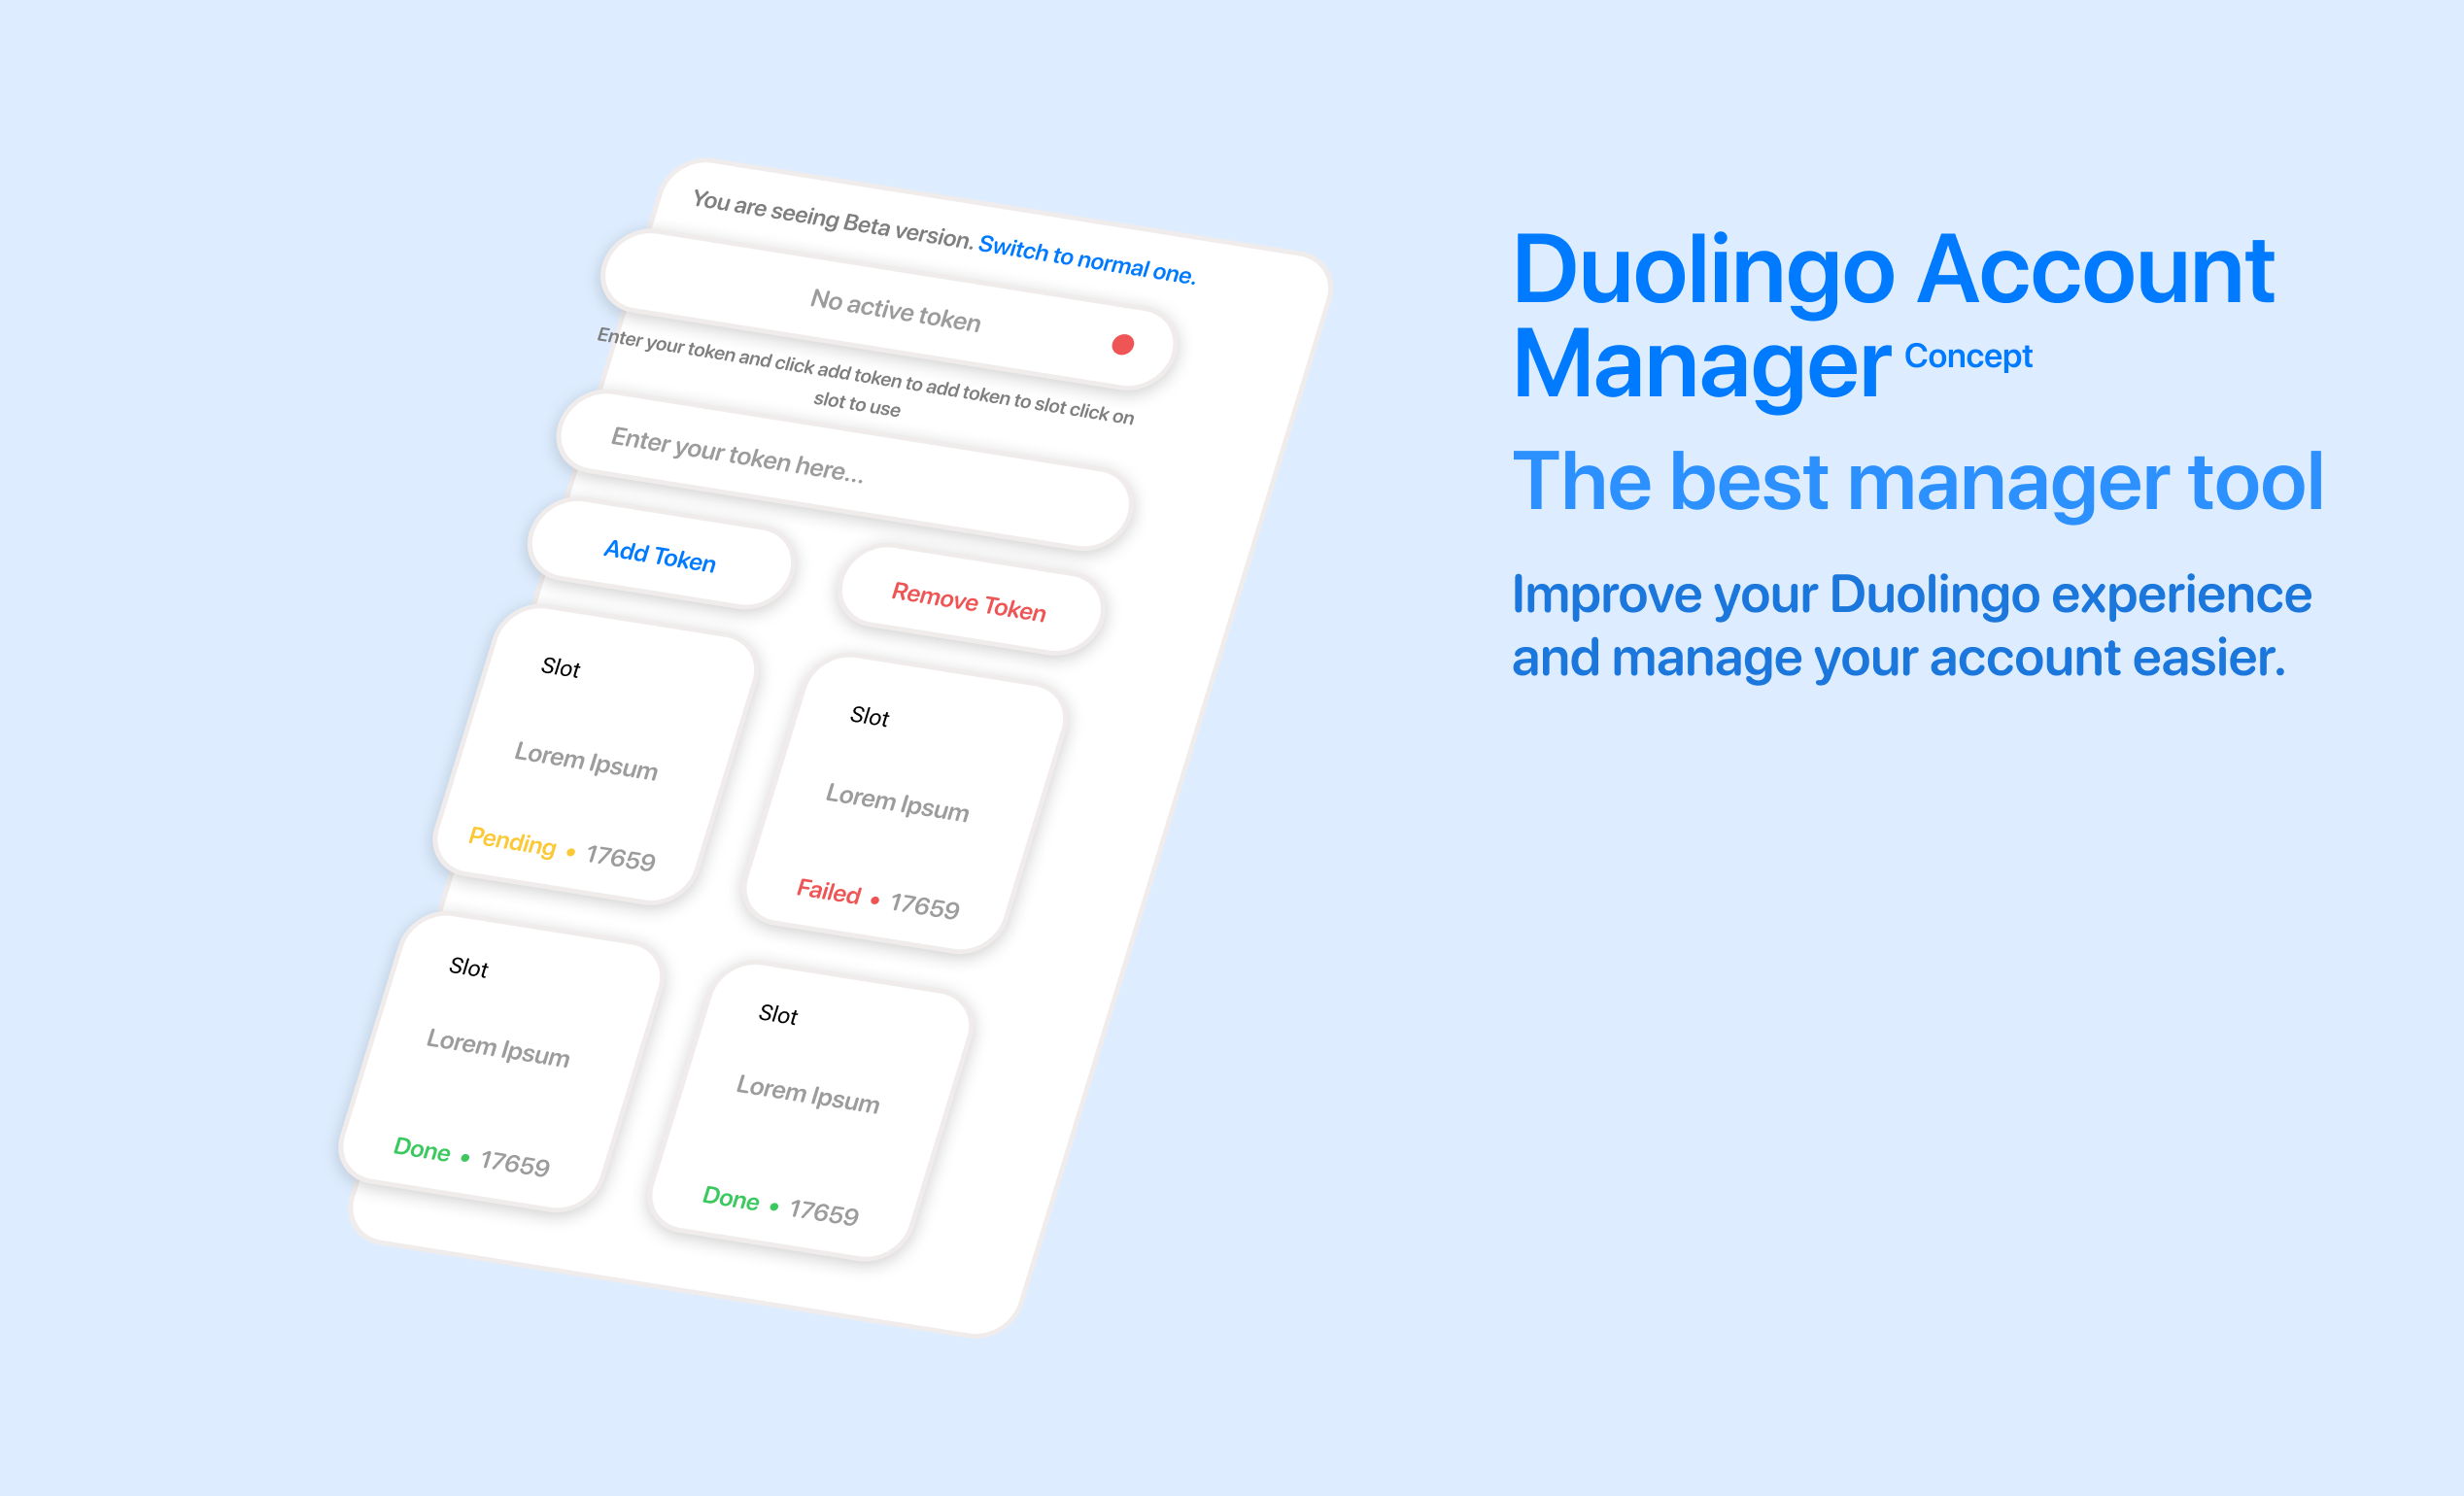 You are seeing Beta version. Switch to normal one.
No active token
Enter your token and click add token to add token to slot click on
slot to use
Enter your token here...
Add Token
Remove Token
Slot
Lorem Ipsum
Pending • 17659
Slot
Lorem Ipsum
Failed • 17659
Slot
Lorem Ipsum
Done • 17659
Slot
Lorem Ipsum
Done • 17659
Duolingo Account
Manager Concept
The best manager tool
Improve your Duolingo experience
and manage your account easier.